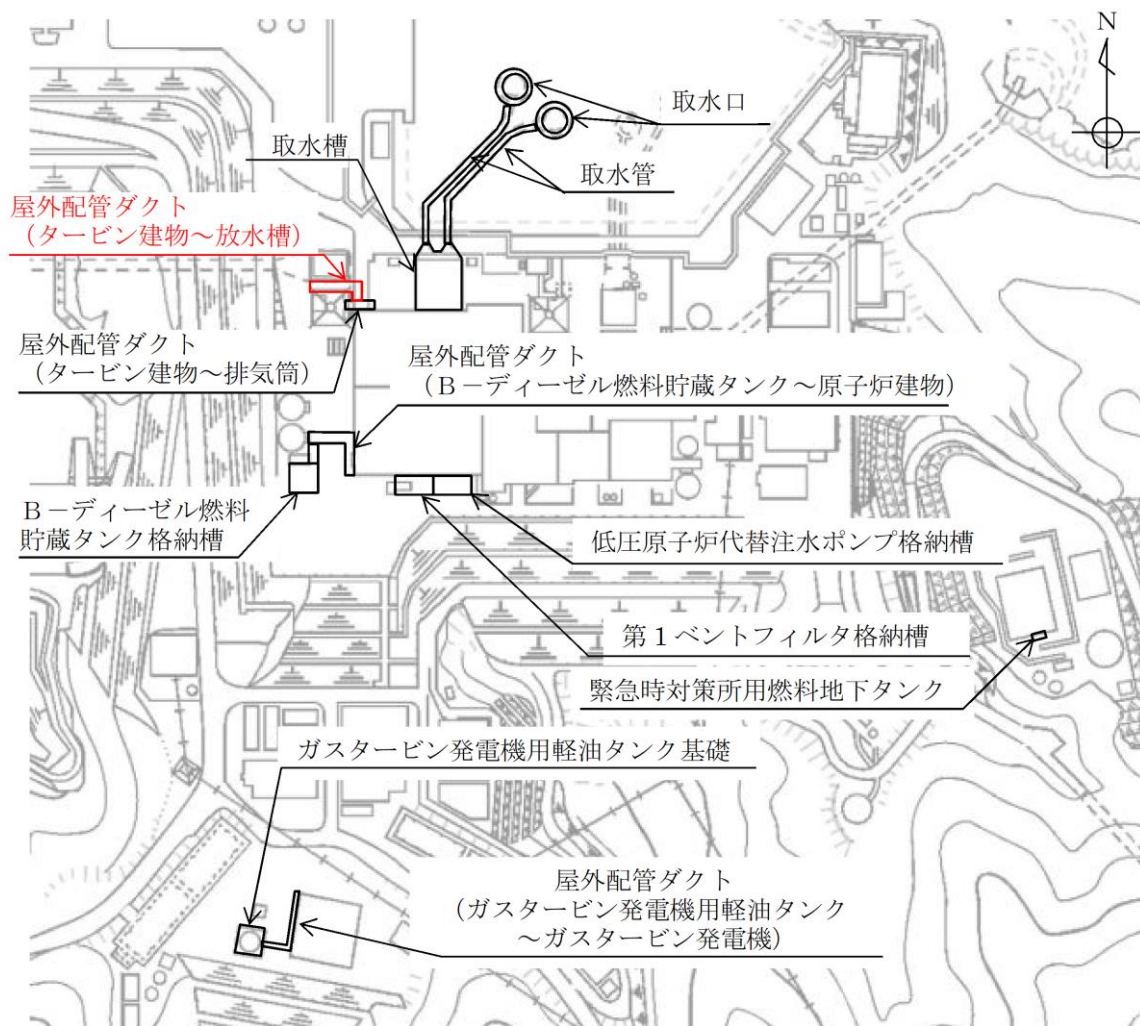 N
取水口
取水槽
取水管
屋外配管ダクト
（タービン建物～放水槽）
屋外配管ダクト
（タービン建物～排気筒）
屋外配管ダクト
（Ｂ－ディーゼル燃料貯蔵タンク～原子炉建物）
Ｂ－ディーゼル燃料
貯蔵タンク格納槽
低圧原子炉代替注水ポンプ格納槽
第１ベントフィルタ格納槽
緊急時対策所用燃料地下タンク
ガスタービン発電機用軽油タンク基礎
屋外配管ダクト
（ガスタービン発電機用軽油タンク
～ガスタービン発電機）